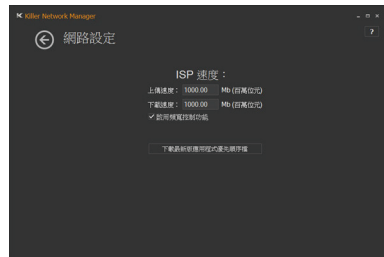 Killer Network Manager
?
網路設定
ISP 速度：
上傳速度： 1000.00 Mb (百萬位元)
下載速度： 1000.00 Mb (百萬位元)
啟用頻寬控制功能
下載最新版應用程式優先順序檔